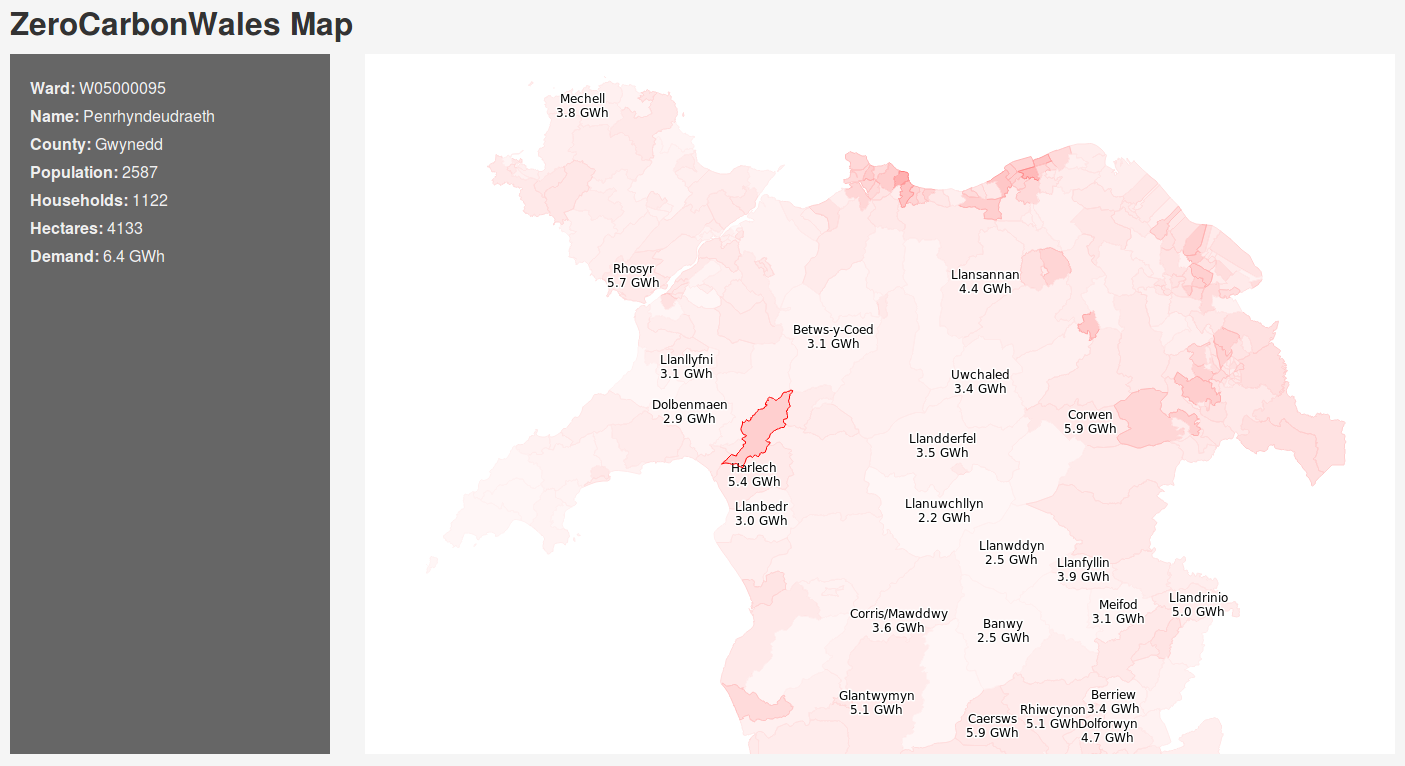 ZeroCarbonWales Map
Ward: W05000095
Name: Penrhyndeudraeth
County: Gwynedd
Population: 2587
Households: 1122
Hectares: 4133
Demand: 6.4 GWh
Mechell
3.8 GWh
Rhosyr
5.7 GWh
Llansannan
4.4 GWh
Betws-y-Coed
3.1 GWh
Llanllyfni
3.1 GWh
Uwchaled
3.4 GWh
Dolbenmaen
2.9 GWh
Corwen
5.9 GWh
Llandderfel
3.5 GWh
Harlech
5.4 GWh
Llanbedr
3.0 GWh
Llanuwchllyn
2.2 GWh
Llanwddyn
2.5 GWh
Llanfyllin
3.9 GWh
Llandrinio
5.0 GWh
Meifod
3.1 GWh
Corris/Mawddwy
3.6 GWh
Banwy
2.5 GWh
Glantwymyn
5.1 GWh
Berriew
3.4 GWh
Rhiwcynon
5.1 GWh
Caersws
5.9 GWh
Dolforwyn
4.7 GWh